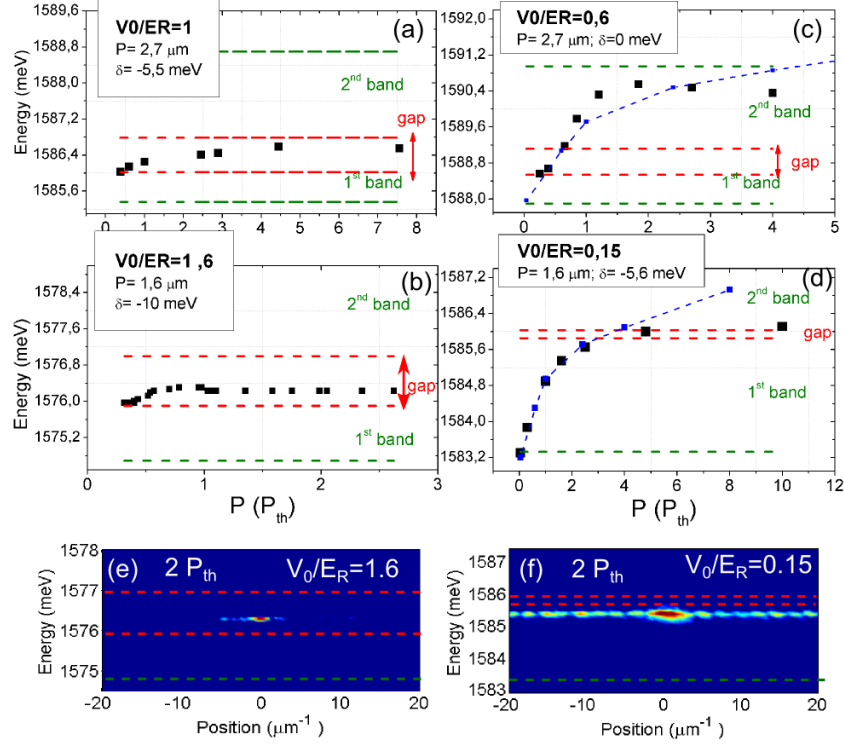 (a)
V0/ER=1
P= 2,7 μm
δ= -5,5 meV
1589,6
1588,8
1588,0
1587,2
1586,4
1585,6
Energy (meV)
2nd band
gap
1st band
0 1 2 3 4 5 6 7 8
(c)
V0/ER=0,6
P= 2,7 μm; δ=0 meV
1592,0
1591,2
1590,4
1589,6
1588,8
1588,0
Energy (meV)
2nd band
gap
1st band
0 1 2 3 4 5
(b)
V0/ER=1 ,6
P= 1,6 μm
δ= -10 meV
1578,4
1577,6
1576,8
1576,0
1575,2
Energy (meV)
2nd band
gap
1st band
0 1 2 3
P (Pth)
(d)
V0/ER=0,15
P= 1,6 μm; δ= -5,6 meV
1587,2
1585,6
1584,0
1583,2
Energy (meV)
2nd band
gap
1st band
0 2 4 6 8 10 12
P (Pth)
(e) 2 Pth V0/ER=1.6
1578
1577
1576
1575
Energy (meV)
-20 -10 0 10 20
Position (μm-1)
(f) 2 Pth V0/ER=0.15
1587
1586
1585
1584
1583
Energy (meV)
-20 -10 0 10 20
Position (μm-1)